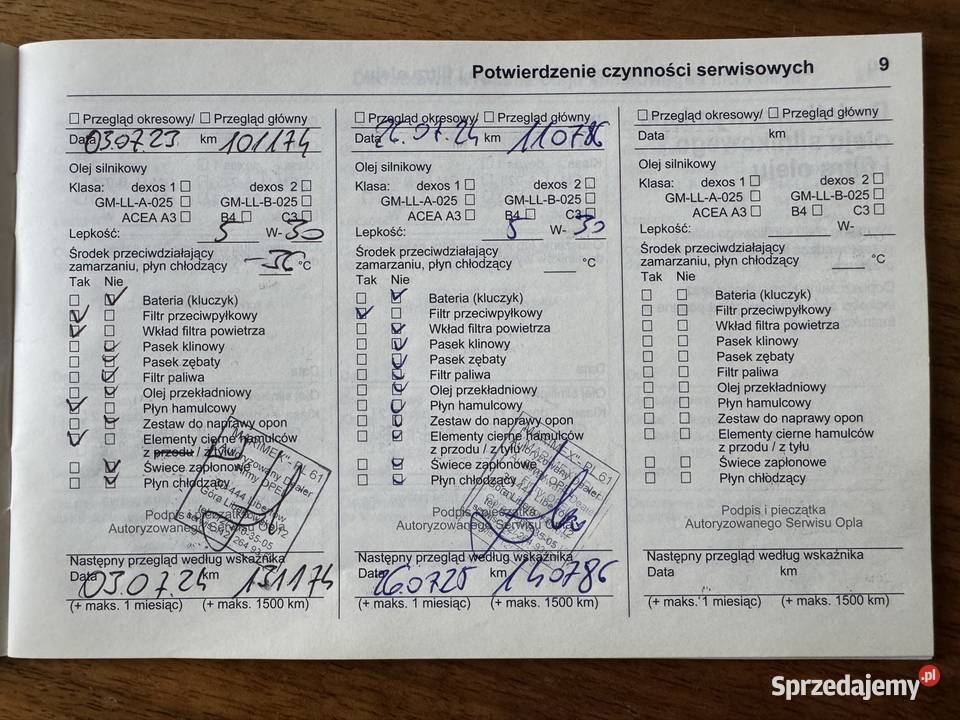 Potwierdzenie czynności serwisowych 9
☐ Przegląd okresowy/ ☐ Przegląd główny
Data 03.07.23 km 101174
Olej silnikowy
Klasa: dexos 1 ☐ dexos 2 ☐
GM-LL-A-025 ☐ GM-LL-B-025 ☐
ACEA A3 ☐ B4 ☐ C3 ☐
Lepkość: 5 W- 30
Środek przeciwdziałający
zamarzaniu, płyn chłodzący -36 °C
Tak Nie
Bateria (kluczyk)
Filtr przeciwpyłkowy
Wkład filtra powietrza
Pasek klinowy
Pasek zębaty
Filtr paliwa
Olej przekładniowy
Płyn hamulcowy
Zestaw do naprawy opon
Elementy cierne hamulców
z przodu / z tyłu
Świece zapłonowe
Płyn chłodzący
Podpis i pieczątka
Autoryzowanego Serwisu Opla
Następny przegląd według wskaźnika
Data 03.07.24 km 131174
(+ maks. 1 miesiąc) (+ maks. 1500 km)
☐ Przegląd okresowy/ ☐ Przegląd główny
Data 26.07.24 km 110786
Olej silnikowy
Klasa: dexos 1 ☐ dexos 2 ☐
GM-LL-A-025 ☐ GM-LL-B-025 ☐
ACEA A3 ☐ B4 ☐ C3 ☐
Lepkość: 5 W- 30
Środek przeciwdziałający
zamarzaniu, płyn chłodzący °C
Tak Nie
Bateria (kluczyk)
Filtr przeciwpyłkowy
Wkład filtra powietrza
Pasek klinowy
Pasek zębaty
Filtr paliwa
Olej przekładniowy
Płyn hamulcowy
Zestaw do naprawy opon
Elementy cierne hamulców
z przodu / z tyłu
Świece zapłonowe
Płyn chłodzący
Podpis i pieczątka
Autoryzowanego Serwisu Opla
Następny przegląd według wskaźnika
Data 26.07.25 km 140786
(+ maks. 1 miesiąc) (+ maks. 1500 km)
☐ Przegląd okresowy/ ☐ Przegląd główny
Data km
Olej silnikowy
Klasa: dexos 1 ☐ dexos 2 ☐
GM-LL-A-025 ☐ GM-LL-B-025 ☐
ACEA A3 ☐ B4 ☐ C3 ☐
Lepkość: W-
Środek przeciwdziałający
zamarzaniu, płyn chłodzący °C
Tak Nie
Bateria (kluczyk)
Filtr przeciwpyłkowy
Wkład filtra powietrza
Pasek klinowy
Pasek zębaty
Filtr paliwa
Olej przekładniowy
Płyn hamulcowy
Zestaw do naprawy opon
Elementy cierne hamulców
z przodu / z tyłu
Świece zapłonowe
Płyn chłodzący
Podpis i pieczątka
Autoryzowanego Serwisu Opla
Następny przegląd według wskaźnika
Data km
(+ maks. 1 miesiąc) (+ maks. 1500 km)
Sprzedajemy.pl